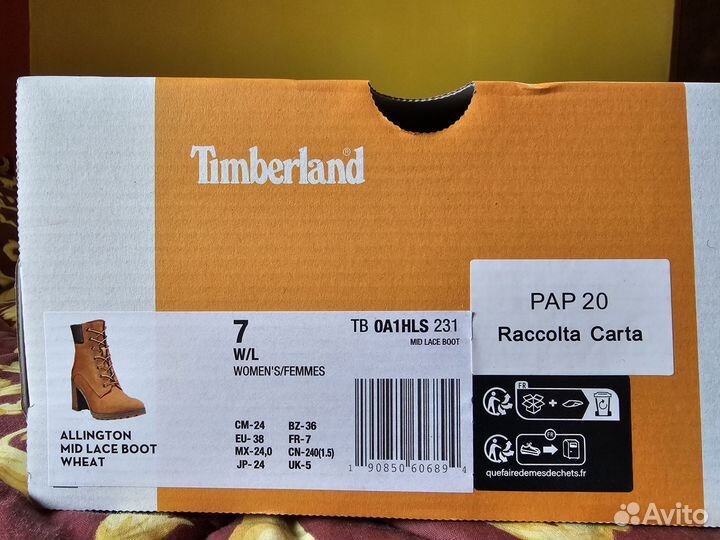 Timberland®
7
W/L
WOMEN'S/FEMMES
TB 0A1HLS 231
MID LACE BOOT
ALLINGTON
MID LACE BOOT
WHEAT
CM-24 BZ-36
EU- 38 FR-7
MX-24,0 CN-240(1.5)
JP-24 UK-5
1 90850 60689 4
PAP 20
Raccolta Carta
FR
FR
quefairedemesdechets.fr
Avito